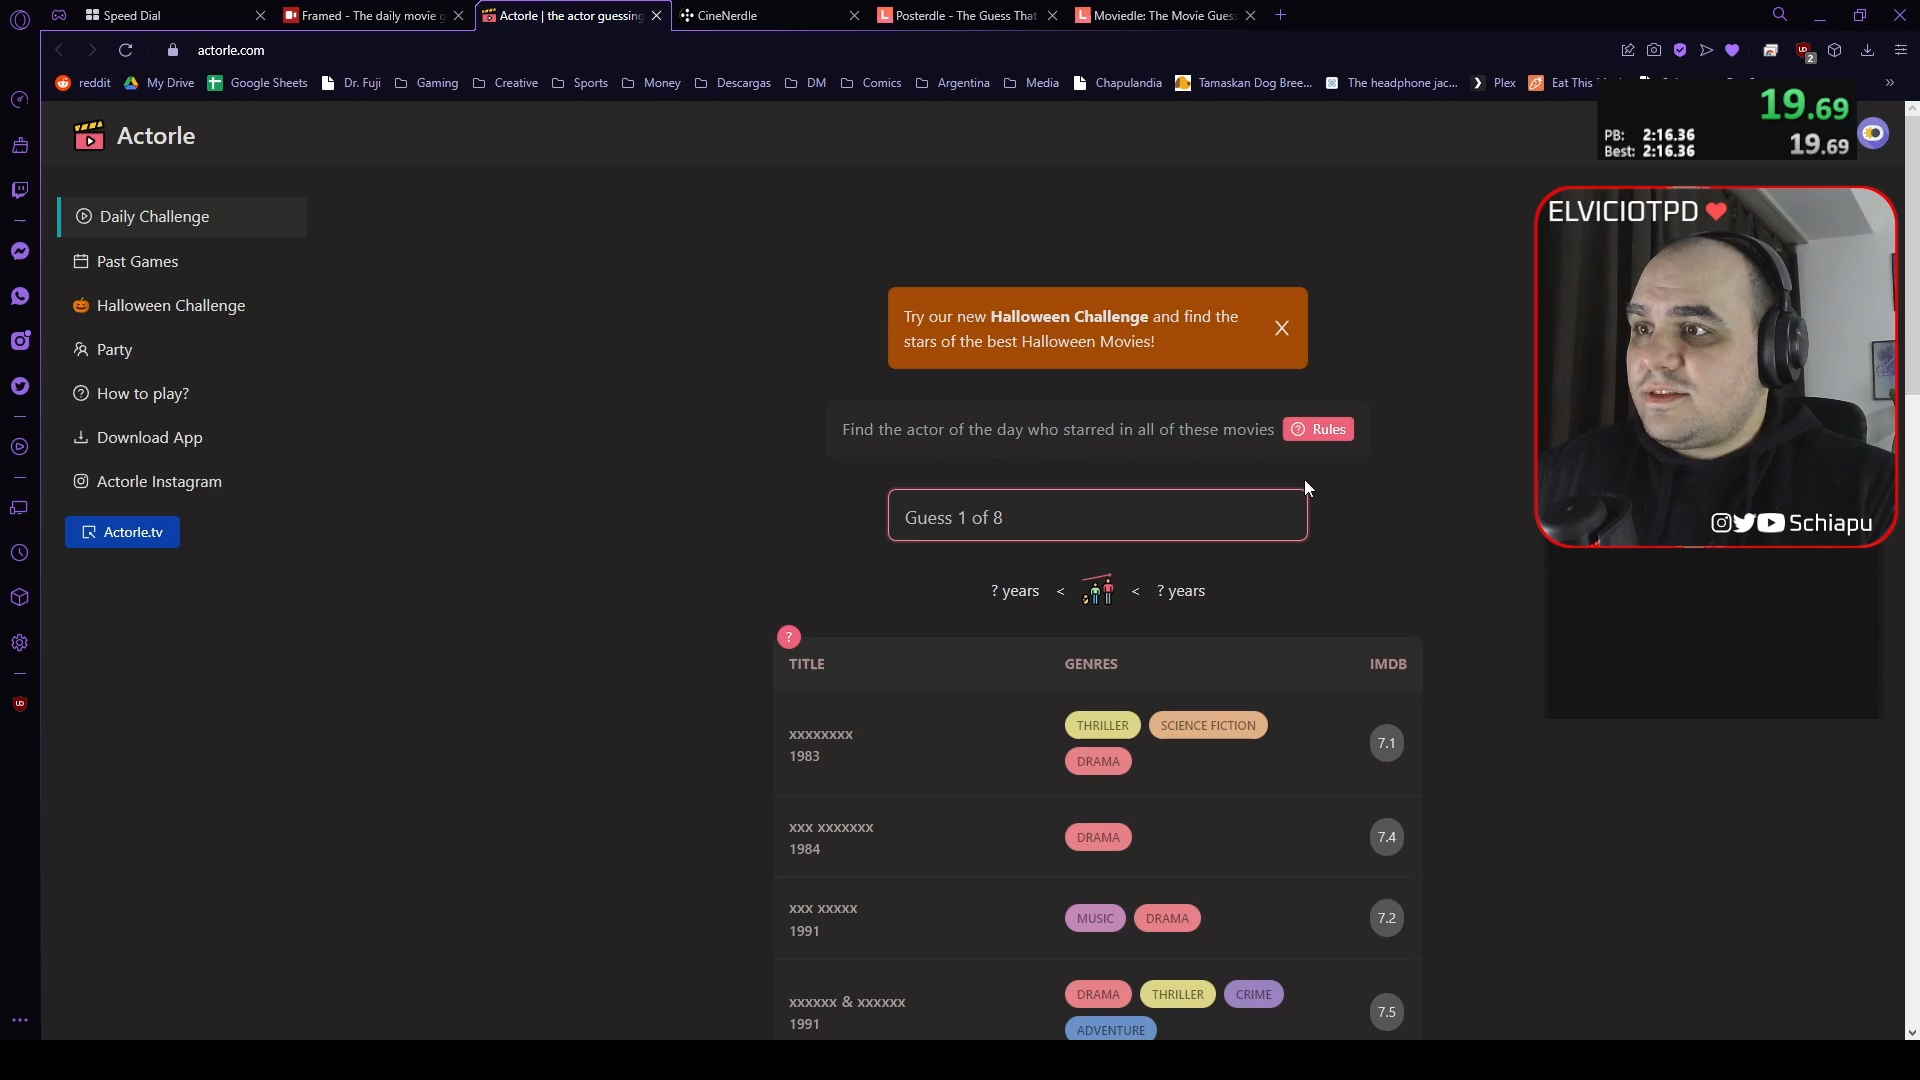 Speed Dial
Framed - The daily movie g
Actorle | the actor guessing
CineNerdle
Posterdle - The Guess That
Moviedle: The Movie Gues
actorle.com
2
reddit
My Drive
Google Sheets
Dr. Fuji
Gaming
Creative
Sports
Money
Descargas
DM
Comics
Argentina
Media
Chapulandia
Tamaskan Dog Bree...
The headphone jac...
Plex
Eat This
19.69
PB: 2:16.36
Best: 2:16.36
19.69
Actorle
ELVICIOTPD
Daily Challenge
Past Games
Halloween Challenge
Party
How to play?
Download App
Actorle Instagram
Actorle.tv
Try our new Halloween Challenge and find the
stars of the best Halloween Movies!
Find the actor of the day who starred in all of these movies
Rules
Guess 1 of 8
Schiapu
? years < < ? years
?
TITLE GENRES IMDB
xxxxxxxx
1983
THRILLER SCIENCE FICTION
DRAMA
7.1
xxx xxxxxxx
1984
DRAMA
7.4
xxx xxxxx
1991
MUSIC DRAMA
7.2
xxxxxx & xxxxxx
1991
DRAMA THRILLER CRIME
ADVENTURE
7.5